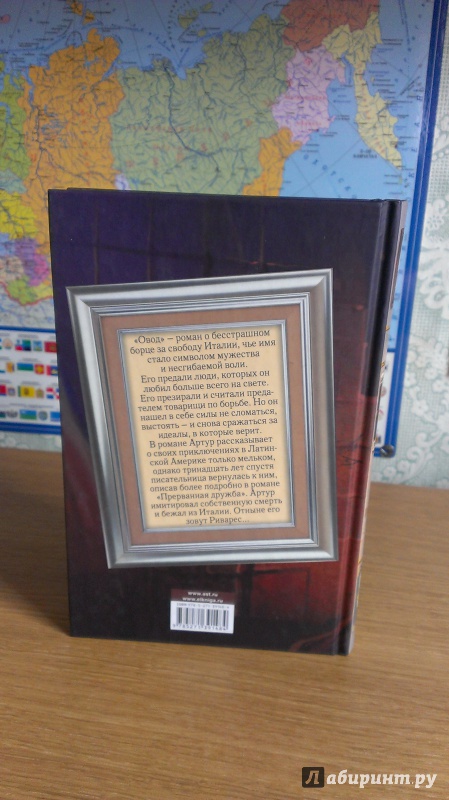 «Овод» — роман о бесстрашном
борце за свободу Италии, чье имя
стало символом мужества
и несгибаемой воли.
Его предали люди, которых он
любил больше всего на свете.
Его презирали и считали преда-
телем товарищи по борьбе. Но он
нашел в себе силы не сломаться,
выстоять — и снова сражаться за
идеалы, в которые верит.
В романе Артур рассказывает
о своих приключениях в Латин-
ской Америке только мельком,
однако тринадцать лет спустя
писательница вернулась к ним,
описав более подробно в романе
«Прерванная дружба». Артур
имитировал собственную смерть
и бежал из Италии. Отныне его
зовут Риварес...
www.ast.ru
www.elkniga.ru
Лабиринт.ру